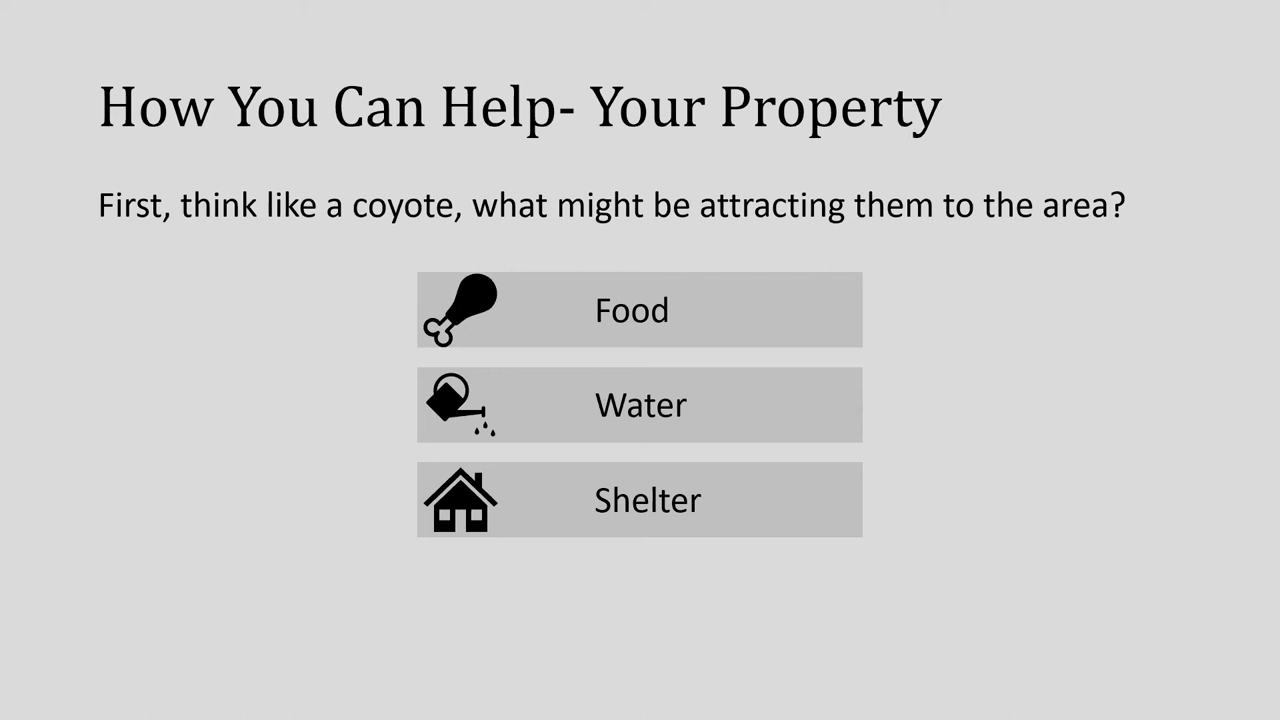 How You Can Help- Your Property
First, think like a coyote, what might be attracting them to the area?
Food
Water
Shelter